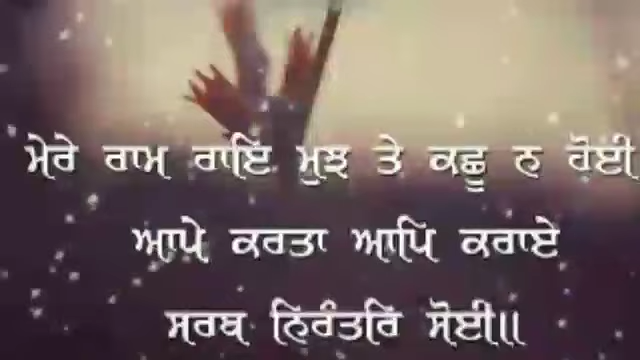 ਮੇਰੇ ਰਾਮ ਰਾਇ ਮੁਝ ਤੇ ਕਛੂ ਨ ਹੋਈ
ਆਪੇ ਕਰਤਾ ਆਪਿ ਕਰਾਏ
ਸਰਬ ਨਿਰੰਤਰਿ ਸੋਈ॥